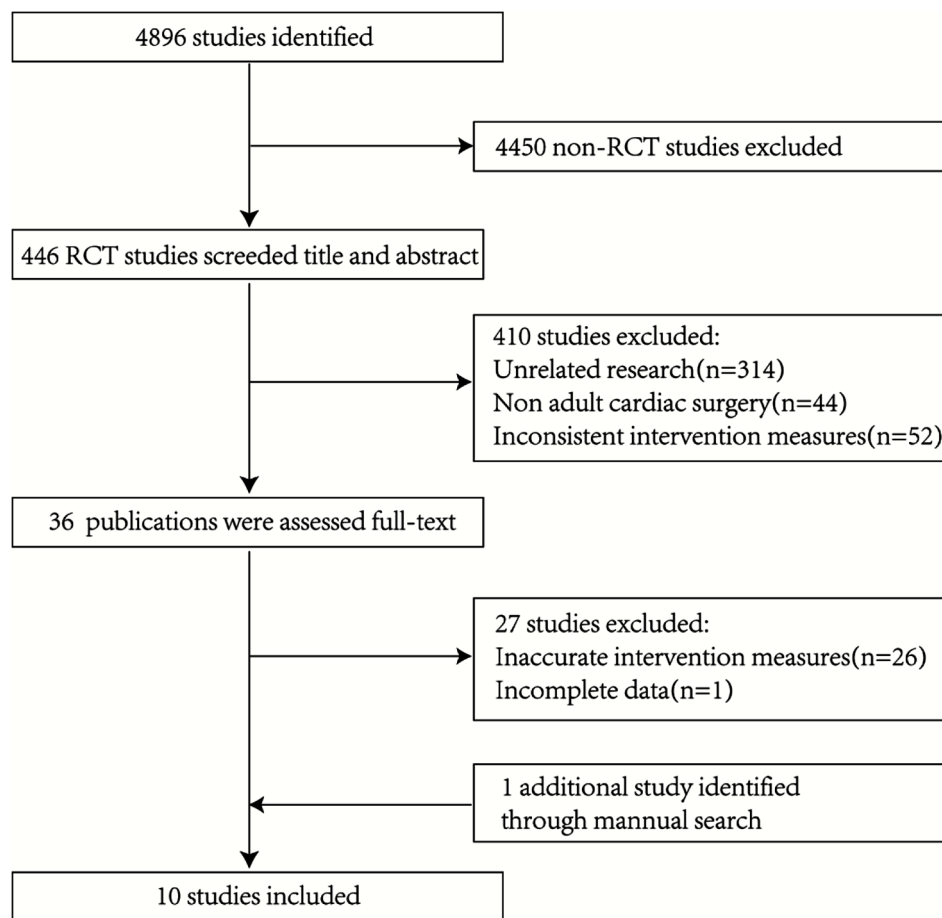 4896 studies identified
4450 non-RCT studies excluded
446 RCT studies screeded title and abstract
410 studies excluded:
Unrelated research(n=314)
Non adult cardiac surgery(n=44)
Inconsistent intervention measures(n=52)
36 publications were assessed full-text
27 studies excluded:
Inaccurate intervention measures(n=26)
Incomplete data(n=1)
1 additional study identified
through mannual search
10 studies included